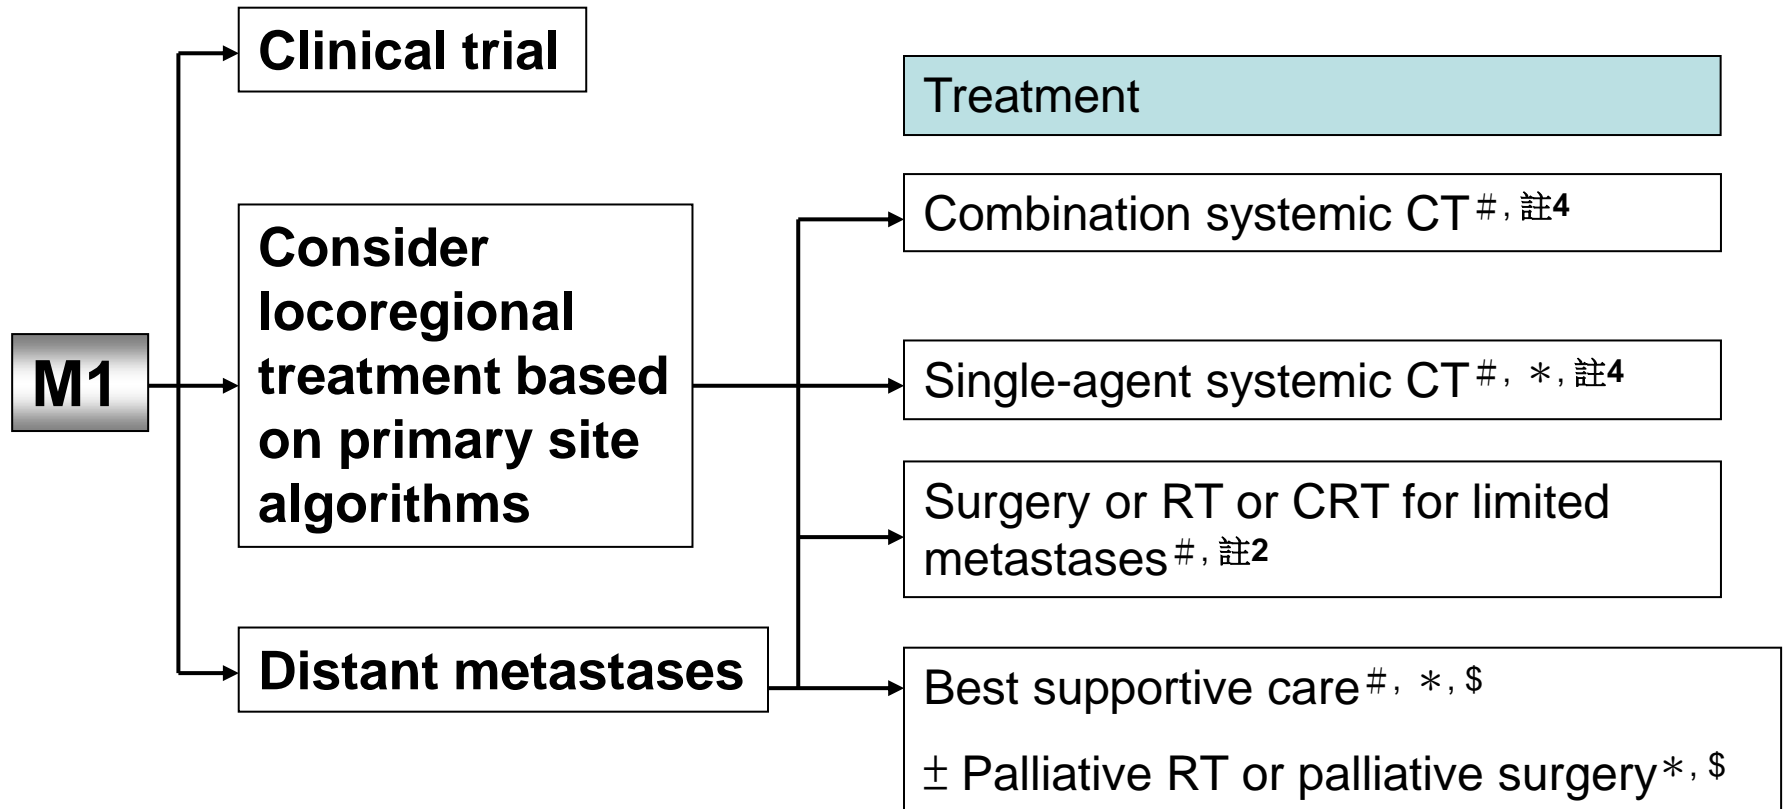 Clinical trial
Treatment
Combination systemic CT #, 註4
Consider
locoregional
treatment based
on primary site
algorithms
M1
Single-agent systemic CT #, *, 註4
Surgery or RT or CRT for limited
metastases #, 註2
Distant metastases
Best supportive care #, *, $
± Palliative RT or palliative surgery *, $